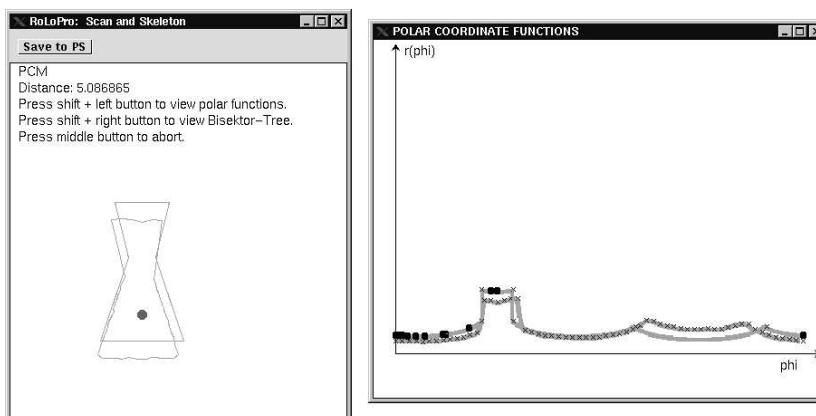 RoLoPro: Scan and Skeleton
Save to PS
PCM
Distance: 5.086865
Press shift + left button to view polar functions.
Press shift + right button to view Bisektor-Tree.
Press middle button to abort.
POLAR COORDINATE FUNCTIONS
r(phi)
phi